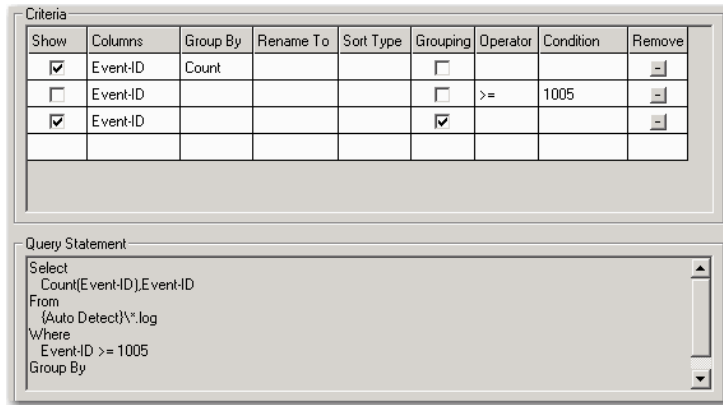 Criteria
Show Columns Group By Rename To Sort Type Grouping Operator Condition Remove
Event-ID Count -
Event-ID >= 1005 -
Event-ID -
Query Statement
Select
Count(Event-ID),Event-ID
From
{Auto Detect}\*.log
Where
Event-ID >= 1005
Group By